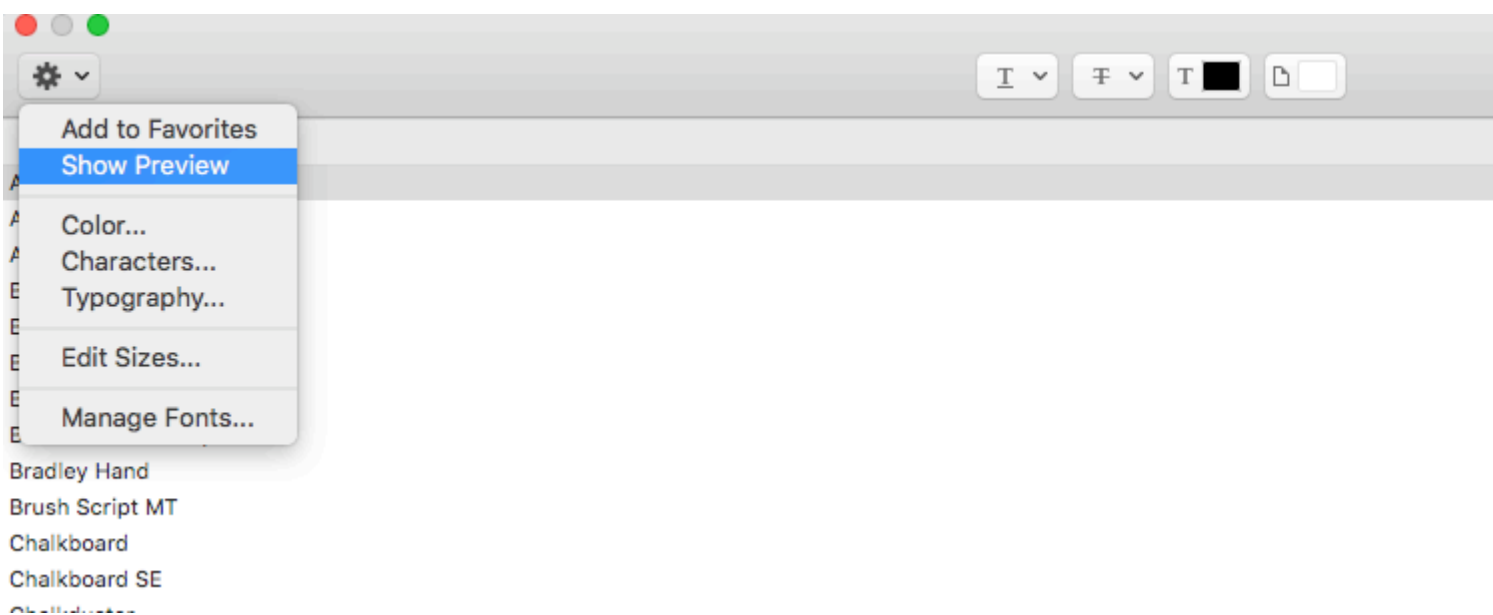 T T T
Add to Favorites
Show Preview
Color...
Characters...
Typography...
Edit Sizes...
Manage Fonts...
Bradley Hand
Brush Script MT
Chalkboard
Chalkboard SE